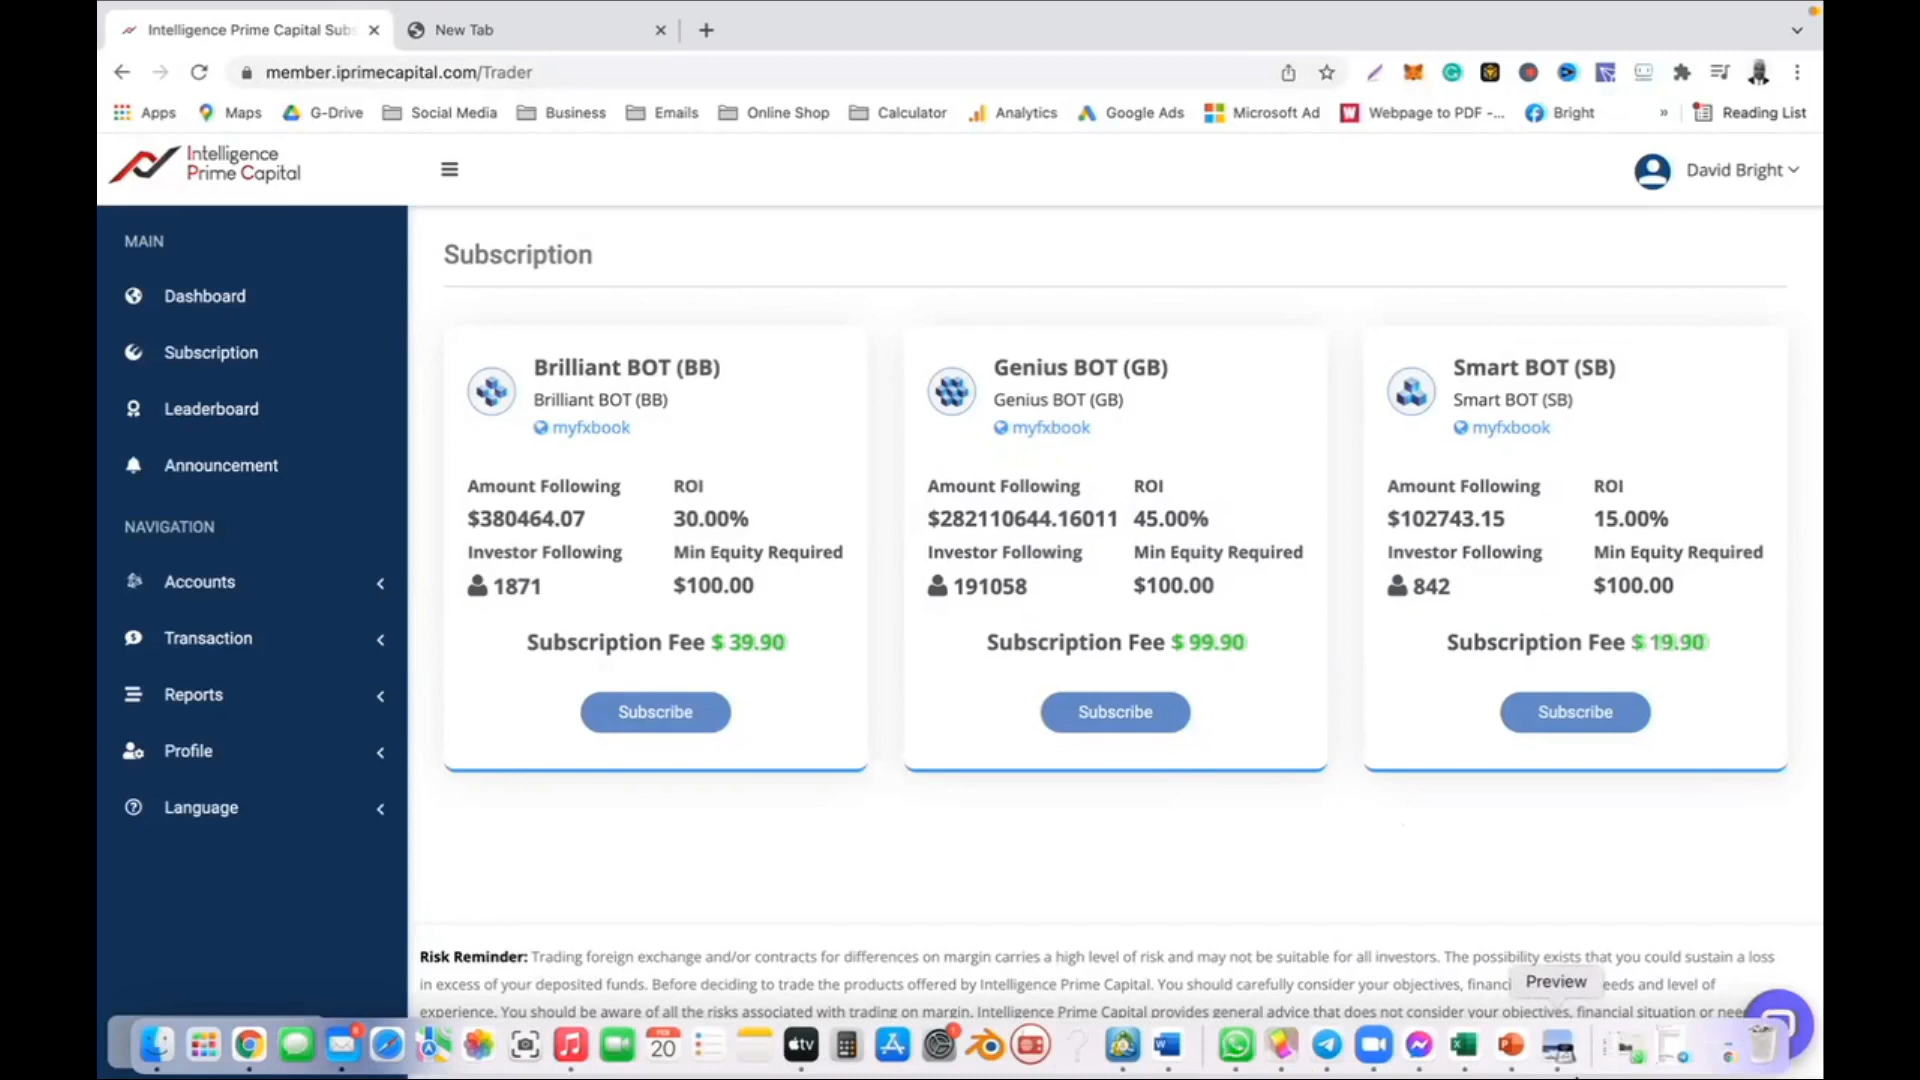 Intelligence Prime Capital Subs
New Tab
member.iprimecapital.com/Trader
Apps
Maps
G-Drive
Social Media
Business
Emails
Online Shop
Calculator
Analytics
Google Ads
Microsoft Ad
Webpage to PDF -...
Bright
»
Reading List
Intelligence
Prime Capital
David Bright
MAIN
Dashboard
Subscription
Leaderboard
Announcement
NAVIGATION
Accounts
Transaction
Reports
Profile
Language
Subscription
Brilliant BOT (BB)
Brilliant BOT (BB)
myfxbook
Amount Following ROI
$380464.07 30.00%
Investor Following Min Equity Required
1871 $100.00
Subscription Fee $ 39.90
Subscribe
Genius BOT (GB)
Genius BOT (GB)
myfxbook
Amount Following ROI
$282110644.16011 45.00%
Investor Following Min Equity Required
191058 $100.00
Subscription Fee $ 99.90
Subscribe
Smart BOT (SB)
Smart BOT (SB)
myfxbook
Amount Following ROI
$102743.15 15.00%
Investor Following Min Equity Required
842 $100.00
Subscription Fee $ 19.90
Subscribe
Risk Reminder: Trading foreign exchange and/or contracts for differences on margin carries a high level of risk and may not be suitable for all investors. The possibility exists that you could sustain a loss
in excess of your deposited funds. Before deciding to trade the products offered by Intelligence Prime Capital. You should carefully consider your objectives, financi eeds and level of
experience. You should be aware of all the risks associated with trading on margin. Intelligence Prime Capital provides general advice that does not consider your objectives, financial situation or nee
Preview
tv
FEB
20